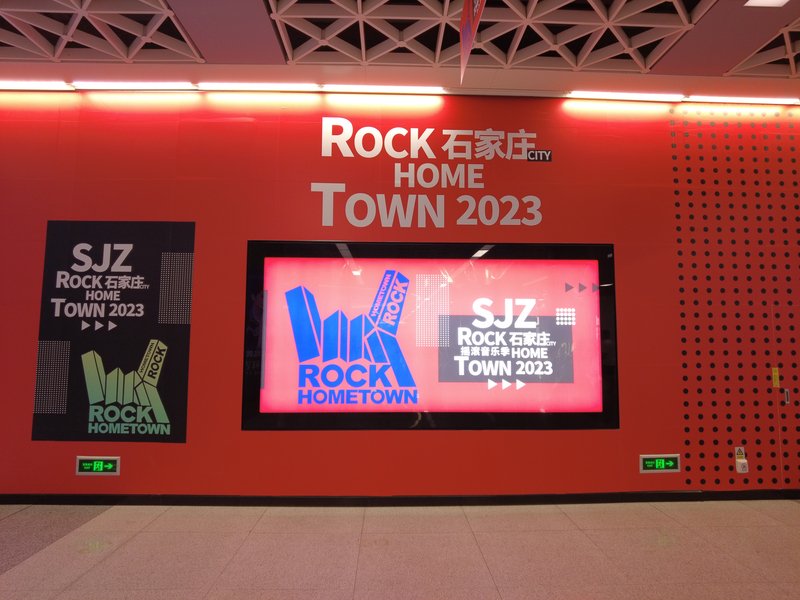 ROCK 石家庄 CITY
HOME
TOWN 2023
SJZ
ROCK 石家庄 CITY
HOME
TOWN 2023
HOMETOWN
ROCK
ROCK
HOMETOWN
HOMETOWN
ROCK
ROCK
HOMETOWN
SJZ
ROCK 石家庄 CITY
摇滚音乐季 HOME
TOWN 2023